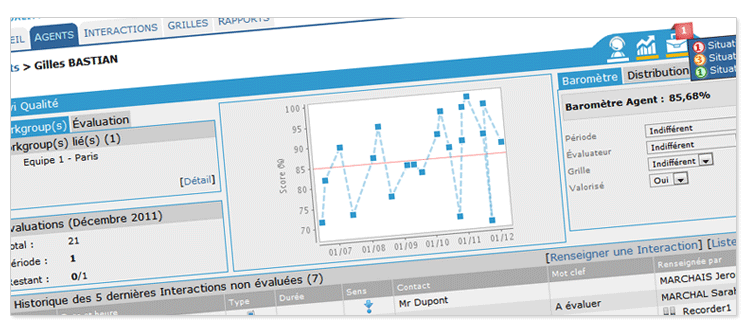 EIL AGENTS INTERACTIONS GRILLES RAPPORTS
ts > Gilles BASTIAN
1
1 Situat
3 Situat
1 Situat
vi Qualité
orkgroup(s) Évaluation
orkgroup(s) lié(s) (1)
Equipe 1 - Paris
[Détail]
valuations (Décembre 2011)
otal : 21
ériode : 1
Restant : 0/1
Score (%)
100
95
90
85
80
75
70
01/07 01/08 01/09 01/10 01/11 01/12
Baromètre Distribution
Baromètre Agent : 85,68%
Période Indifférent
Évaluateur Indifférent
Grille Indifférent
Valorisé Oui
[Renseigner une Interaction] [Liste
Historique des 5 dernières Interactions non évaluées (7)
heure Type Durée Sens Contact Mot clef Renseignée par
Mr Dupont A évaluer MARCHAIS Jero
MARCHAL Sarah
Recorder1